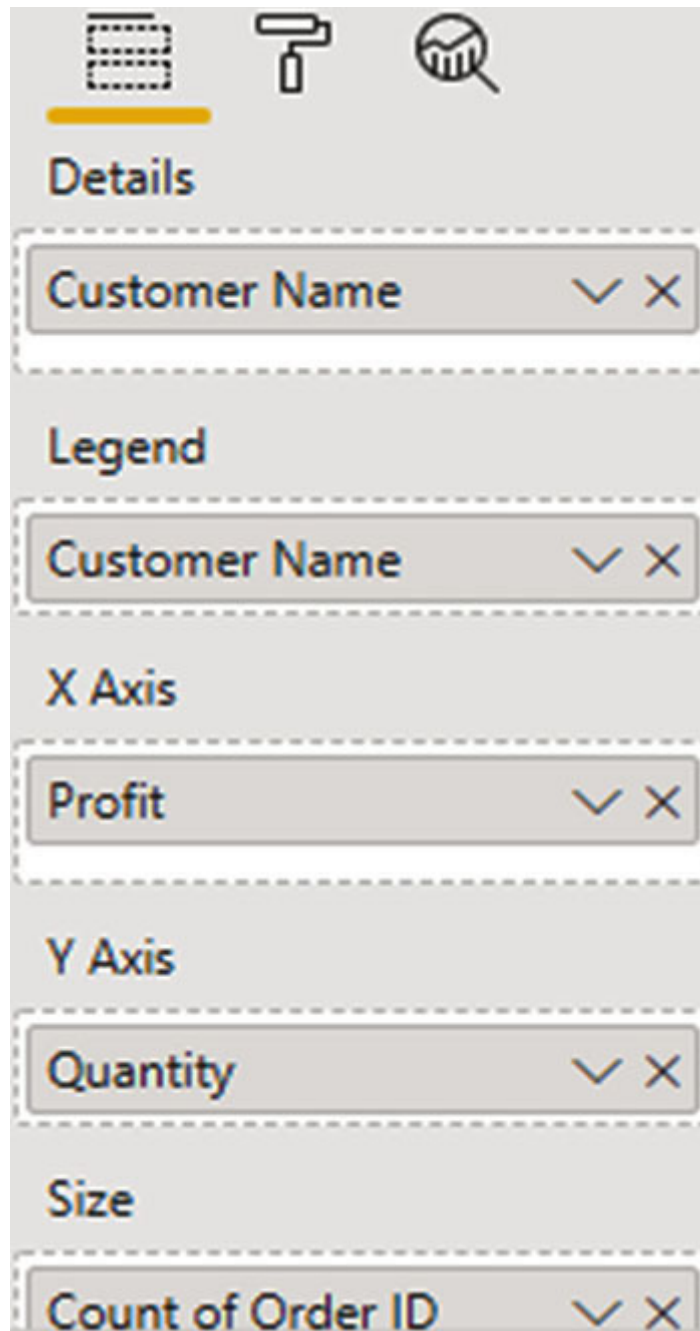 Details
Customer Name
Legend
Customer Name
X Axis
Profit
Y Axis
Quantity
Size
Count of Order ID